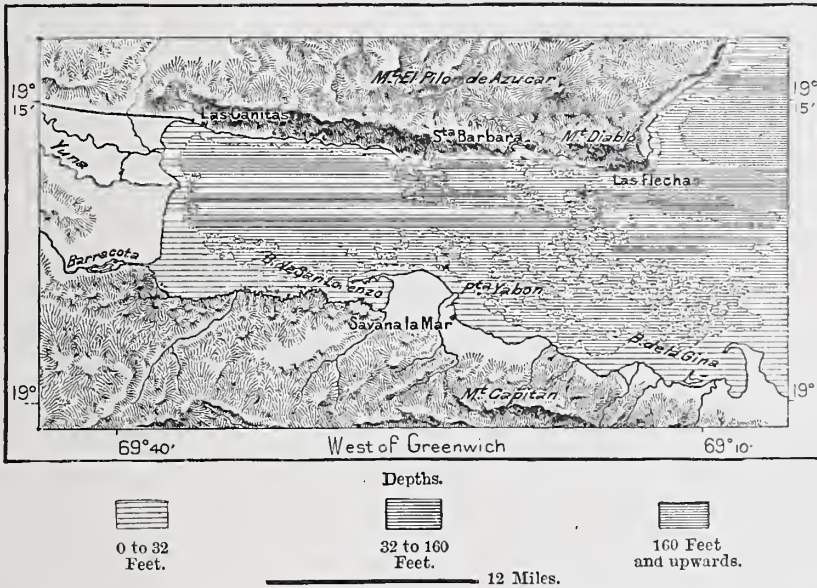 Mt. El Pilon de Azucar
19°
15'
19°
15'
Las Cañitas
Sta Barbara
Mt. Diablo
Yuna
Las Flechas
Barracota
B. de San Lorenzo
pta Yabon
Savana la Mar
B. de la Gina
Mt. Capitan
19°
19°
69° 40'
West of Greenwich
69° 10'
Depths.
0 to 32
Feet.
32 to 160
Feet.
160 Feet
and upwards.
12 Miles.